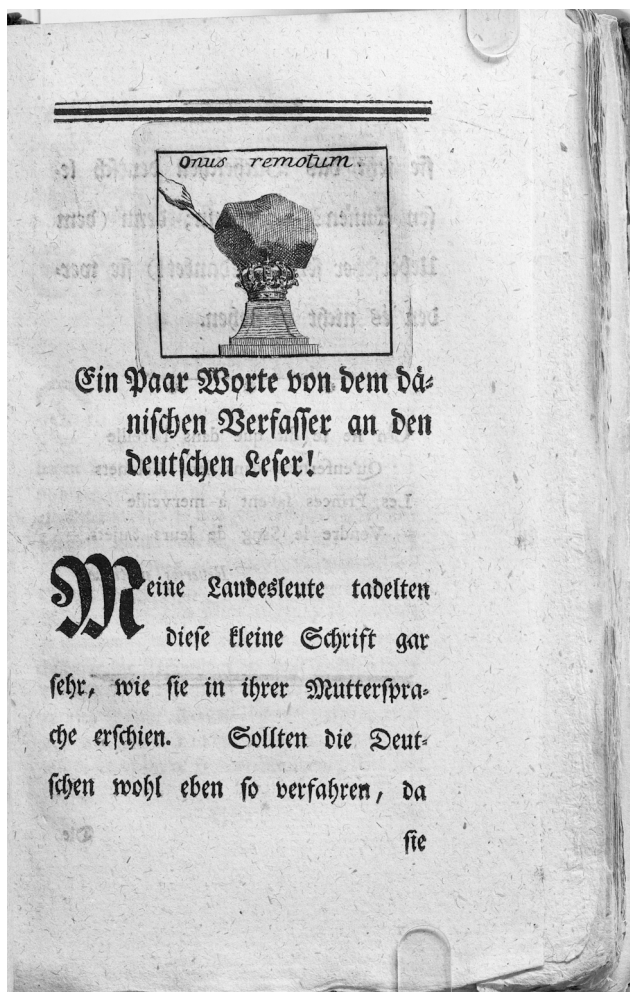 Onus remotum.
Ein Paar Worte von dem dä⸗
nischen Verfasser an den
deutschen Leser!
Meine Landesleute tadelten
diese kleine Schrift gar
sehr, wie sie in ihrer Mutterspra⸗
che erschien. Sollten die Deut⸗
schen wohl eben so verfahren, da
sie